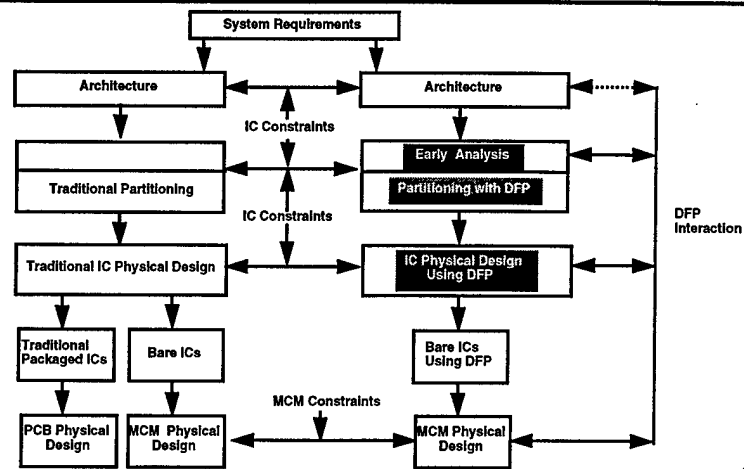 System Requirements
Architecture
Architecture
IC Constraints
Early Analysis
Traditional Partitioning
Partitioning with DFP
IC Constraints
DFP
Interaction
Traditional IC Physical Design
IC Physical Design
Using DFP
Traditional
Packaged ICs
Bare ICs
Bare ICs
Using DFP
MCM Constraints
PCB Physical
Design
MCM Physical
Design
MCM Physical
Design